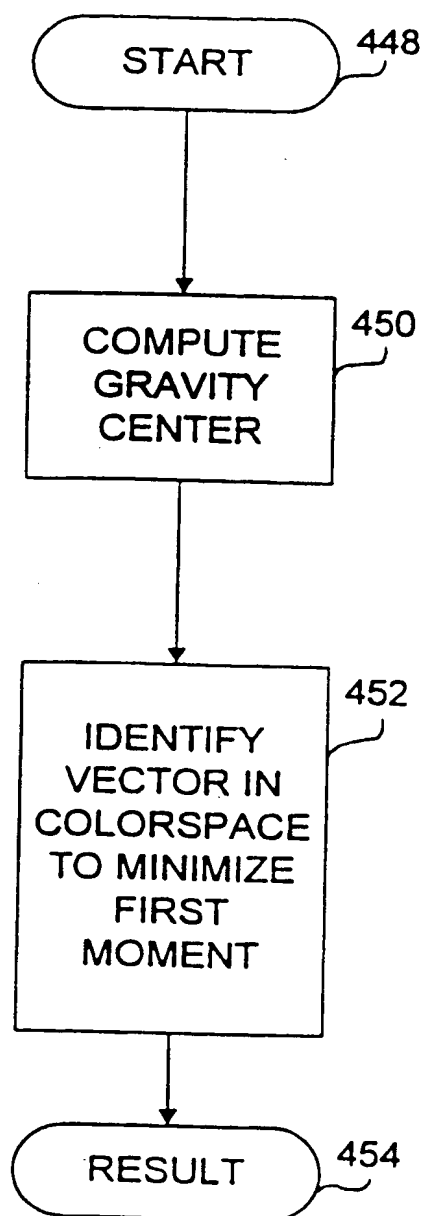 START
448
COMPUTE
GRAVITY
CENTER
450
IDENTIFY
VECTOR IN
COLORSPACE
TO MINIMIZE
FIRST
MOMENT
452
RESULT
454